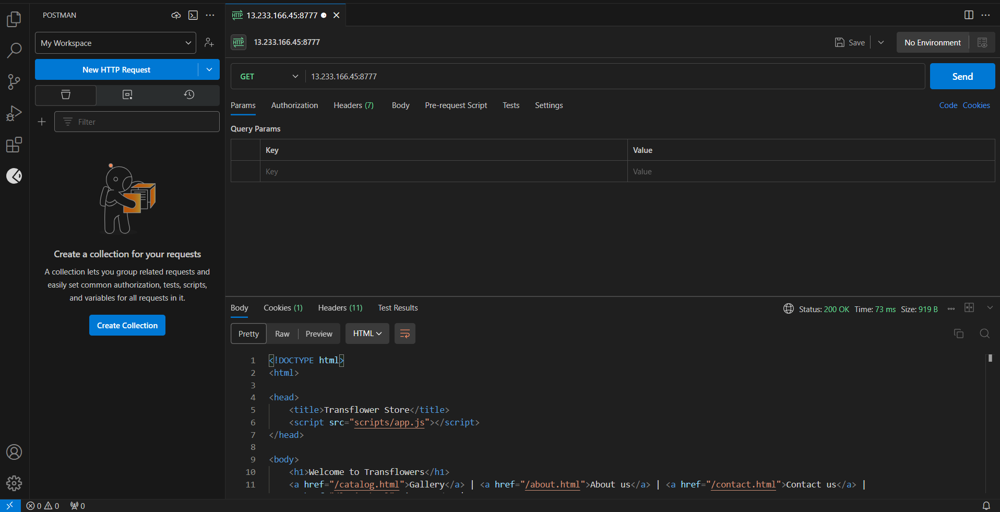 POSTMAN
My Workspace
New HTTP Request
Filter
Create a collection for your requests
A collection lets you group related requests and
easily set common authorization, tests, scripts,
and variables for all requests in it.
Create Collection
HTTP 13.233.166.45:8777
HTTP 13.233.166.45:8777
Save
No Environment
GET 13.233.166.45:8777
Send
Params Authorization Headers (7) Body Pre-request Script Tests Settings
Code Cookies
Query Params
Key Value
Key Value
Body Cookies (1) Headers (11) Test Results
Status: 200 OK Time: 73 ms Size: 919 B
Pretty Raw Preview HTML
1 <!DOCTYPE html>
2 <html>
3
4 <head>
5 <title>Transflower Store</title>
6 <script src="scripts/app.js"></script>
7 </head>
8
9 <body>
10 <h1>Welcome to Transflowers</h1>
11 <a href="/catalog.html">Gallery</a> | <a href="/about.html">About us</a> | <a href="/contact.html">Contact us</a> |
0 0 0